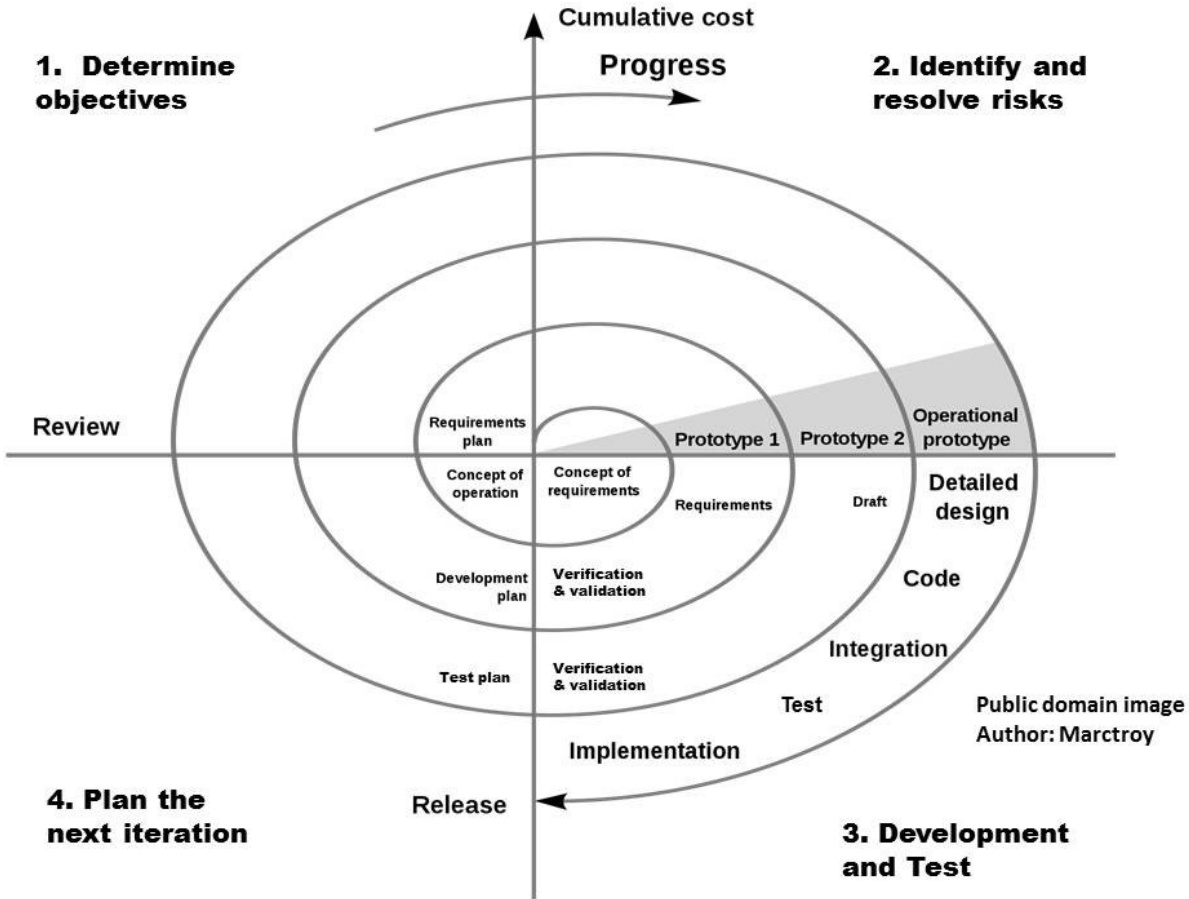 Cumulative cost
Progress
1. Determine
objectives
2. Identify and
resolve risks
Review
Requirements
plan
Prototype 1
Prototype 2
Operational
prototype
Concept of
operation
Concept of
requirements
Requirements
Draft
Detailed
design
Development
plan
Verification
& validation
Code
Test plan
Verification
& validation
Integration
Test
Implementation
Public domain image
Author: Marctroy
4. Plan the
next iteration
Release
3. Development
and Test